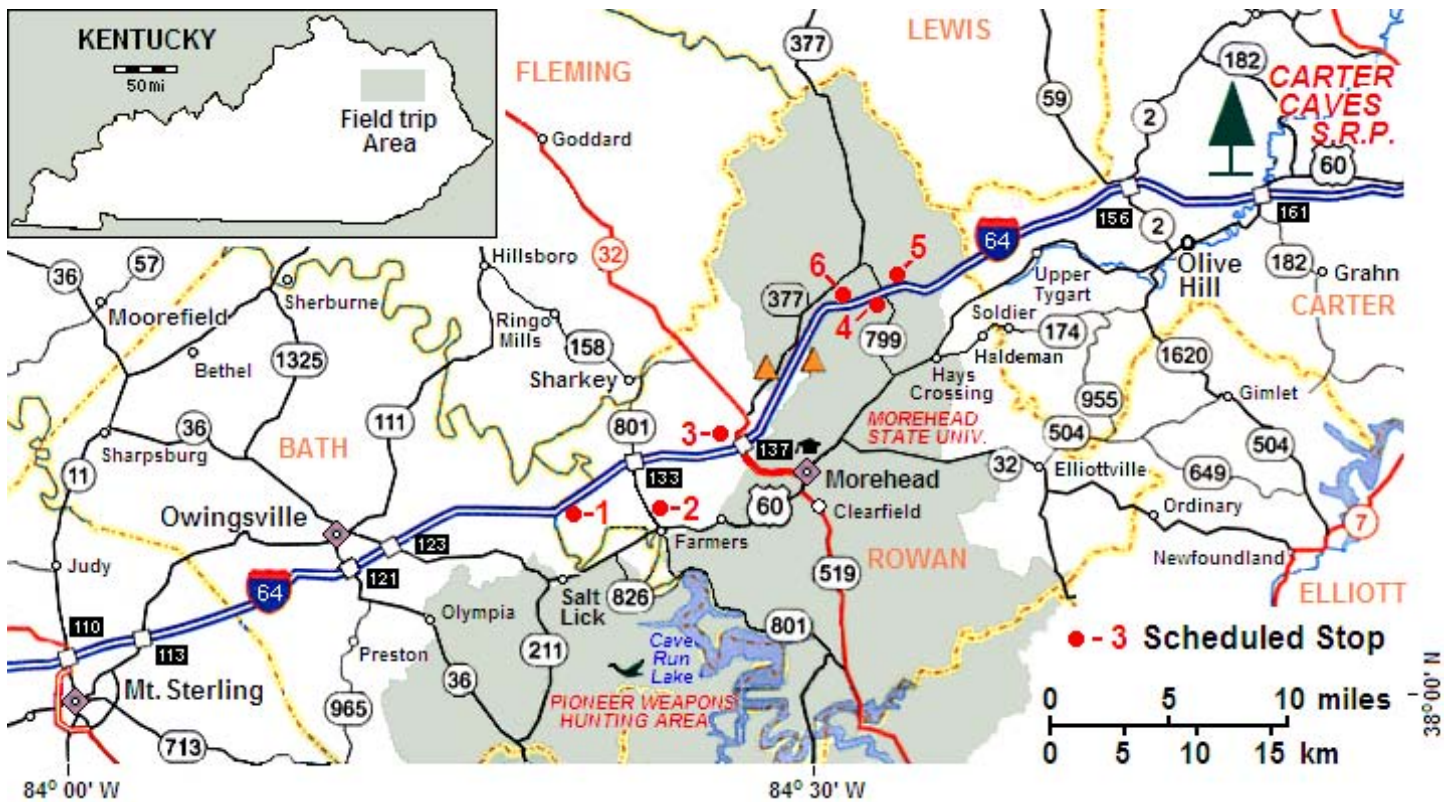 KENTUCKY
50mi
Field trip
Area
377
LEWIS
182
CARTER
CAVES
S.R.P.
FLEMING
59
2
Goddard
60
156
161
64
2
36
57
Hillsboro
32
5
6
Olive
Hill
182
Grahn
Sherburne
377
Upper
Tygart
CARTER
Moorefield
Ringo
Mills
4
Soldier
174
1325
158
799
Haldeman
1620
Bethel
Sharkey
Hays
Crossing
955
Gimlet
36
111
801
3
MOREHEAD
STATE UNIV.
504
504
Sharpsburg
BATH
137
32
649
11
133
Morehead
Elliottville
Owingsville
1
2
60
Clearfield
Ordinary
7
123
Farmers
Newfoundland
Judy
121
519
ROWAN
64
Salt
Lick
826
ELLIOTT
110
Olympia
801
- 3 Scheduled Stop
113
Preston
211
Cave
Run
Lake
Mt. Sterling
36
PIONEER WEAPONS
HUNTING AREA
0 5 10 miles
965
713
0 5 10 15 km
38° 00' N
84° 00' W
84° 30' W